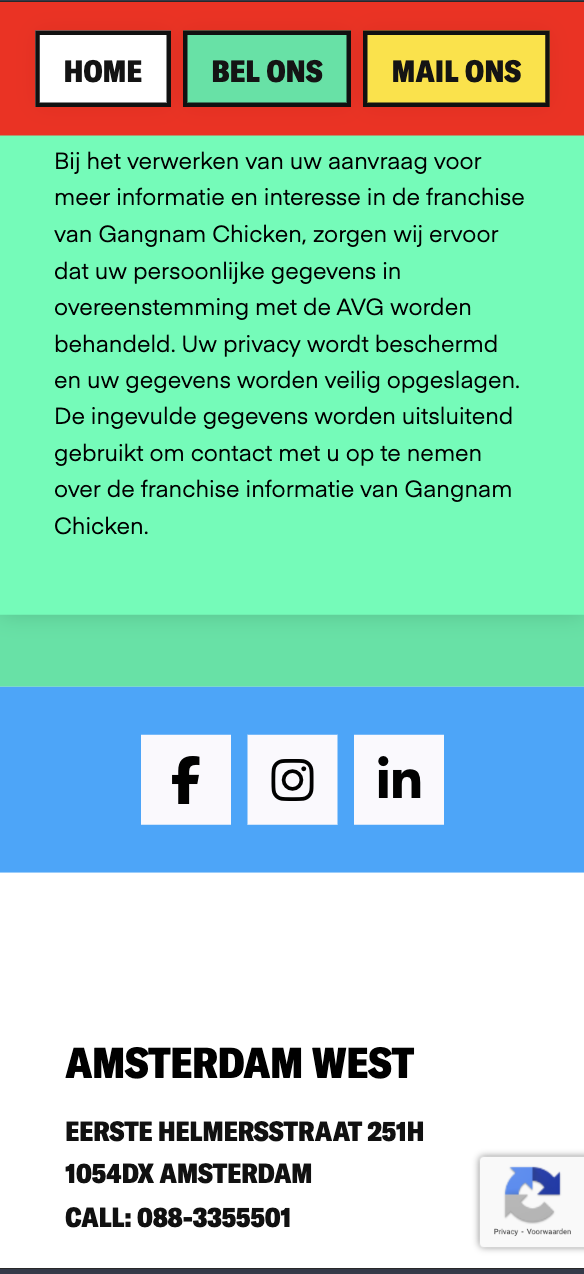 HOME
BEL ONS
MAIL ONS
Bij het verwerken van uw aanvraag voor
meer informatie en interesse in de franchise
van Gangnam Chicken, zorgen wij ervoor
dat uw persoonlijke gegevens in
overeenstemming met de AVG worden
behandeld. Uw privacy wordt beschermd
en uw gegevens worden veilig opgeslagen.
De ingevulde gegevens worden uitsluitend
gebruikt om contact met u op te nemen
over de franchise informatie van Gangnam
Chicken.
AMSTERDAM WEST
EERSTE HELMERSSTRAAT 251H
1054DX AMSTERDAM
CALL: 088-3355501
Privacy - Voorwaarden